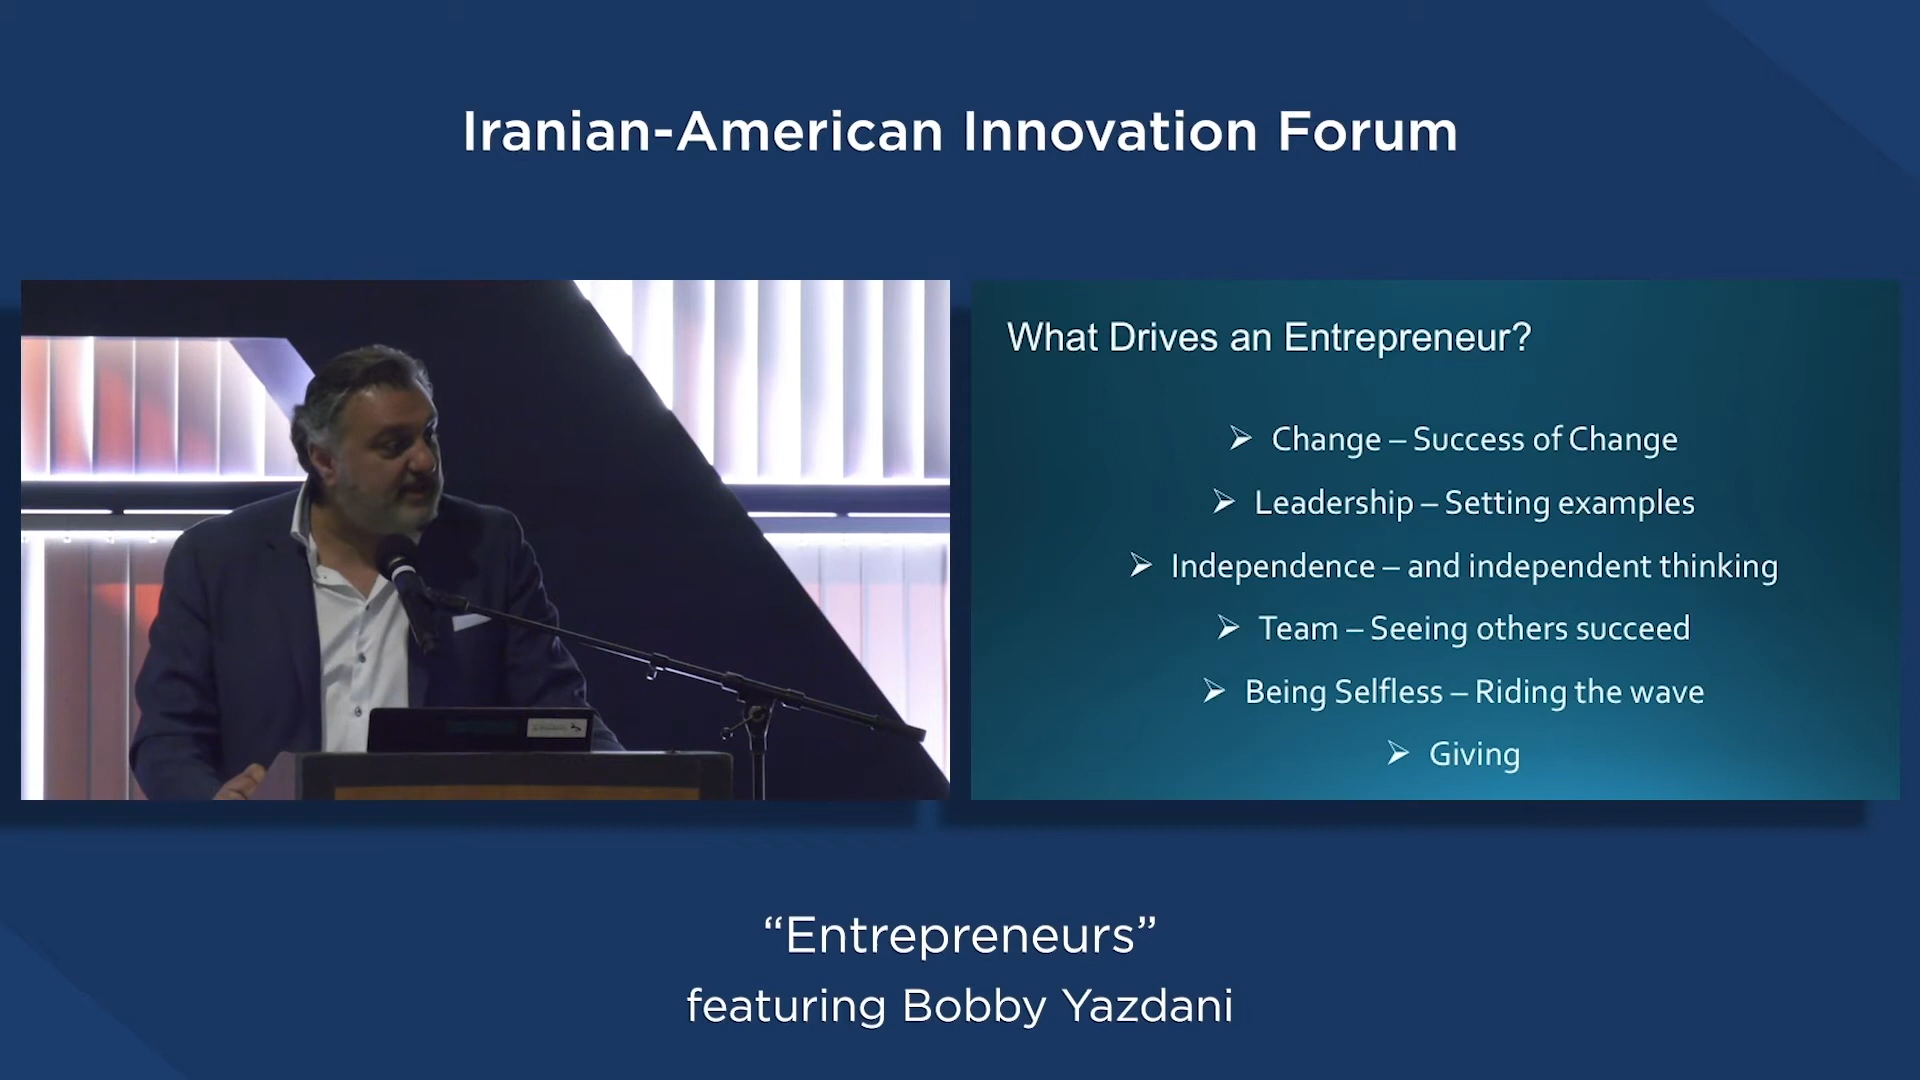 Iranian-American Innovation Forum
What Drives an Entrepreneur?
➢ Change – Success of Change
➢ Leadership – Setting examples
➢ Independence – and independent thinking
➢ Team – Seeing others succeed
➢ Being Selfless – Riding the wave
➢ Giving
“Entrepreneurs”
featuring Bobby Yazdani